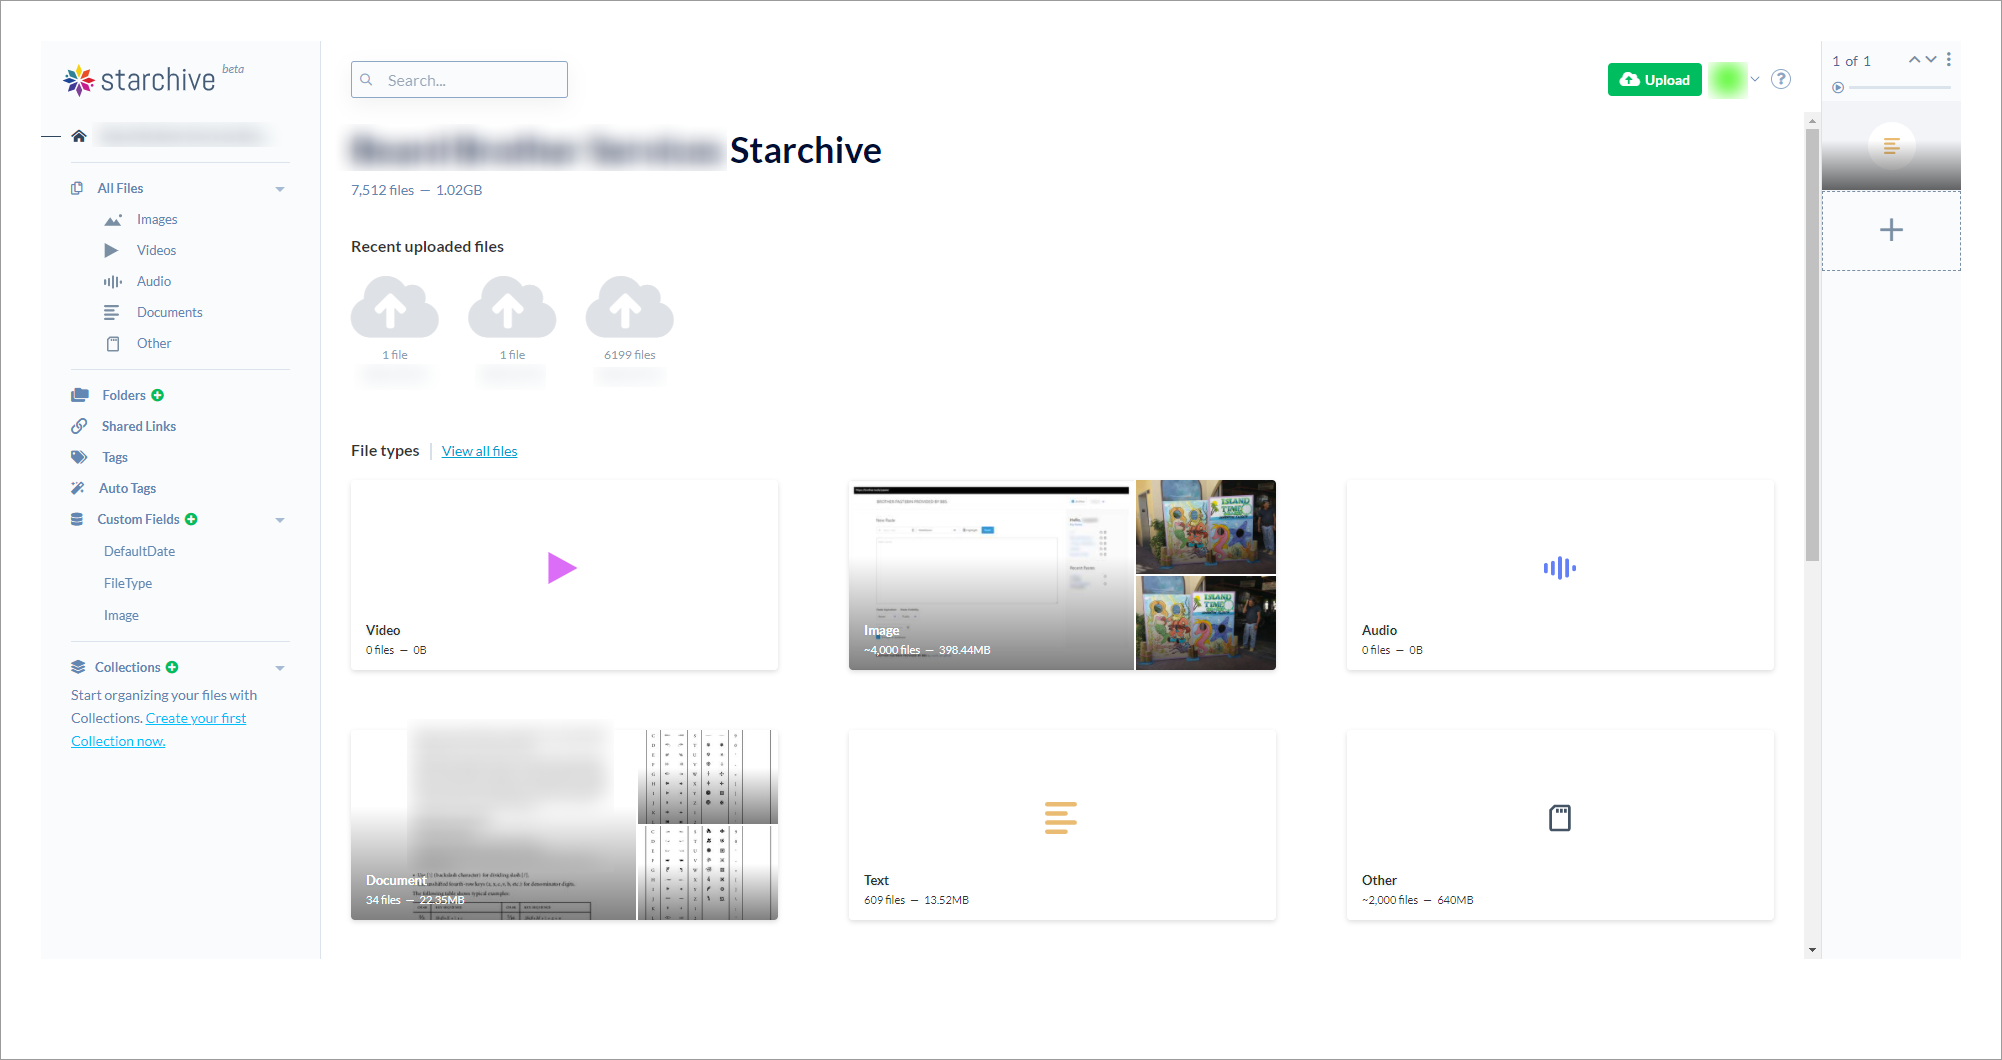 starchive beta
Search...
Upload
?
1 of 1
Starchive
7,512 files — 1.02GB
All Files
Images
Videos
Audio
Documents
Other
Folders
Shared Links
Tags
Auto Tags
Custom Fields
DefaultDate
FileType
Image
Collections
Start organizing your files with
Collections. Create your first
Collection now.
Recent uploaded files
1 file
1 file
6199 files
File types
View all files
Video
0 files — 0B
Image
~4,000 files — 398.44MB
ISLAND
TIME
ISLAND
TIME
Audio
0 files — 0B
Document
34 files — 22.35MB
Text
609 files — 13.52MB
Other
~2,000 files — 640MB